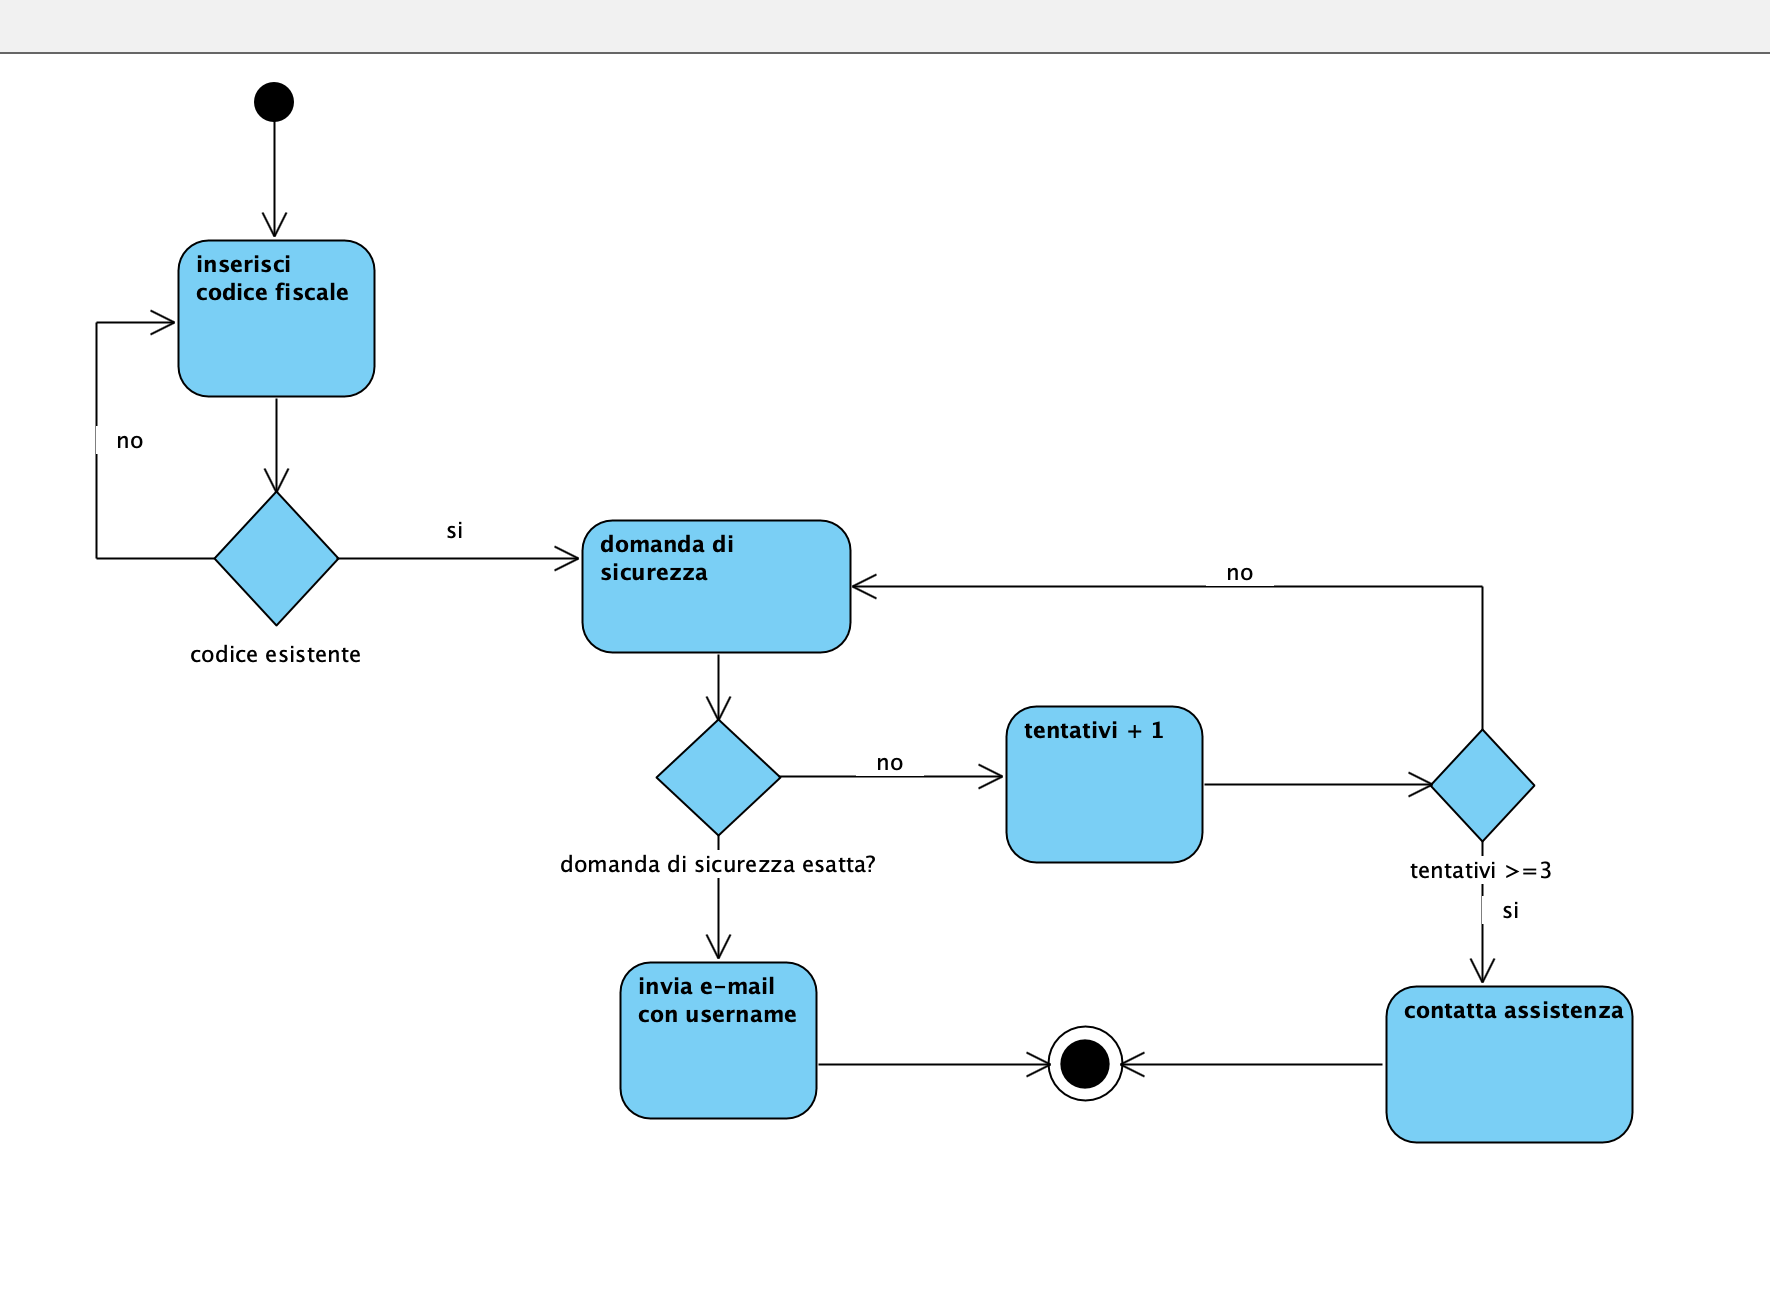 inserisci
codice fiscale
no
si
codice esistente
domanda di
sicurezza
no
no
tentativi + 1
domanda di sicurezza esatta?
tentativi >=3
si
invia e-mail
con username
contatta assistenza